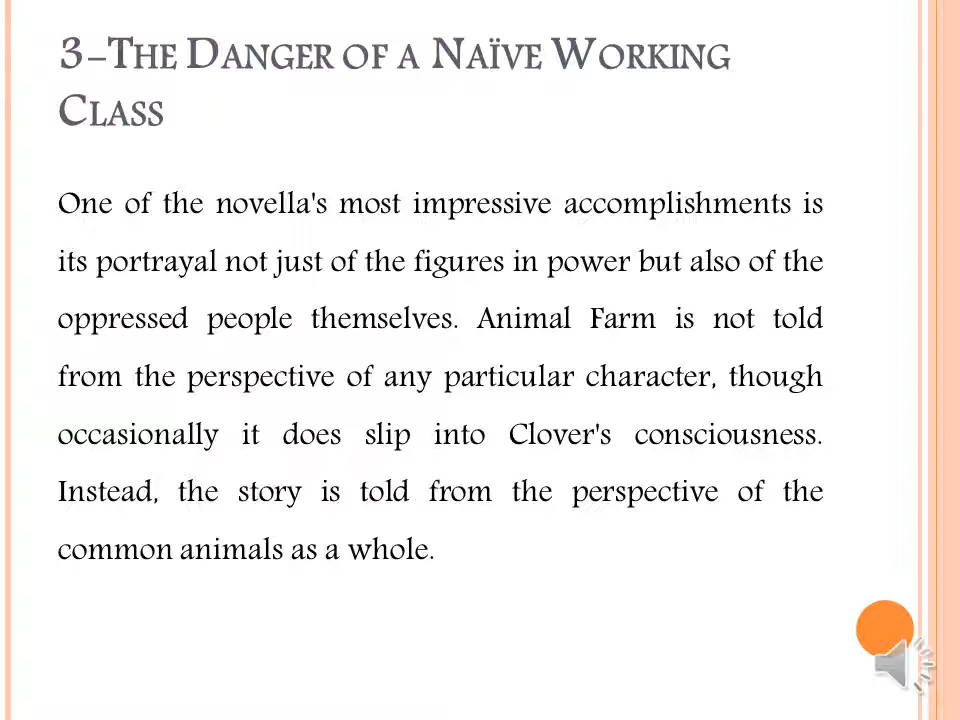 3–The Danger of a Naïve Working
Class
One of the novella's most impressive accomplishments is
its portrayal not just of the figures in power but also of the
oppressed people themselves. Animal Farm is not told
from the perspective of any particular character, though
occasionally it does slip into Clover's consciousness.
Instead, the story is told from the perspective of the
common animals as a whole.